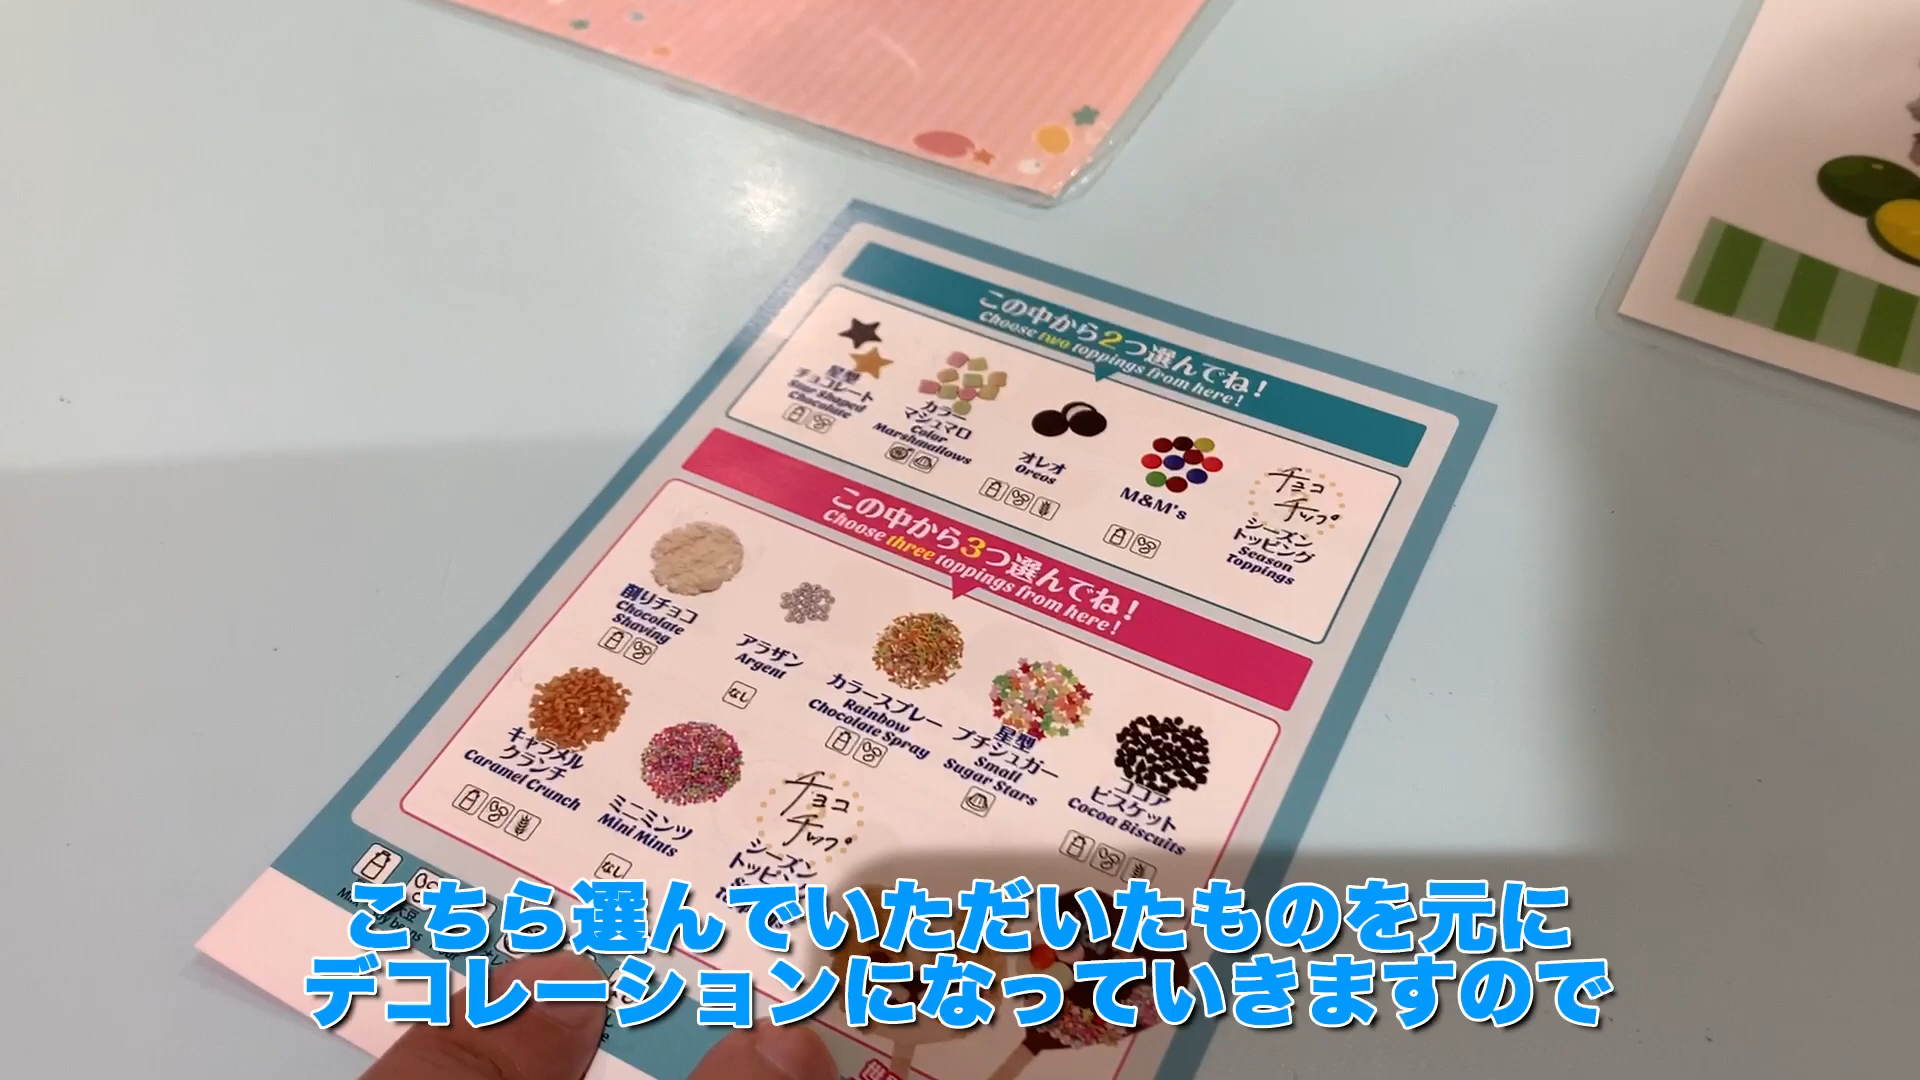 この中から2つ選んでね!
Choose two toppings from here!
星型
チョコレート
Star Shaped
Chocolate
カラー
マシュマロ
Color
Marshmallows
オレオ
Oreos
M&M's
チョコ
チップ
シーズン
トッピング
Season
Toppings
この中から3つ選んでね!
Choose three toppings from here!
削りチョコ
Chocolate
Shaving
アラザン
Argent
なし
カラースプレー
Rainbow
Chocolate Spray
星型
プチシュガー
Small
Sugar Stars
ココア
ビスケット
Cocoa Biscuits
キャラメル
クランチ
Caramel Crunch
ミニミンツ
Mini Mints
なし
チョコ
チップ
シーズン
こちら選んでいただいたものを元に
デコレーションになっていきますので